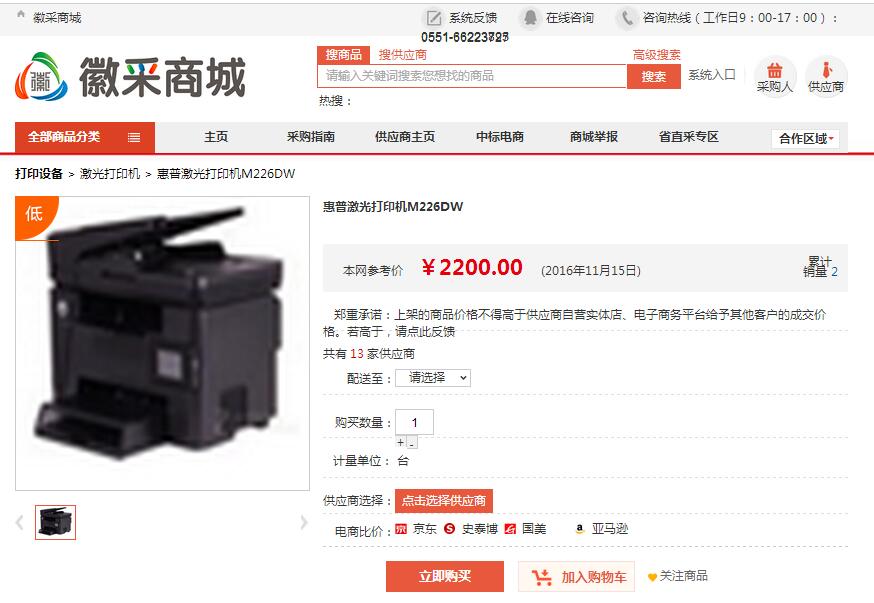 徽采商城
系统反馈
在线咨询
咨询热线（工作日9：00-17：00）：
徽
徽采商城
搜商品
搜供应商
高级搜索
请输入关键词搜索您想找的商品
搜索
系统入口
采购人
供应商
热搜：
全部商品分类
主页
采购指南
供应商主页
中标电商
商城举报
省直采专区
合作区域
打印设备 > 激光打印机 > 惠普激光打印机M226DW
低
惠普激光打印机M226DW
本网参考价 ￥2200.00 (2016年11月15日)
累计
销量 2
郑重承诺：上架的商品价格不得高于供应商自营实体店、电子商务平台给予其他客户的成交价
格。若高于，请点此反馈
共有 13 家供应商
配送至： 请选择
购买数量： 1
+ -
计量单位： 台
供应商选择： 点击选择供应商
电商比价： 京东 史泰博 国美 亚马逊
立即购买
加入购物车
关注商品